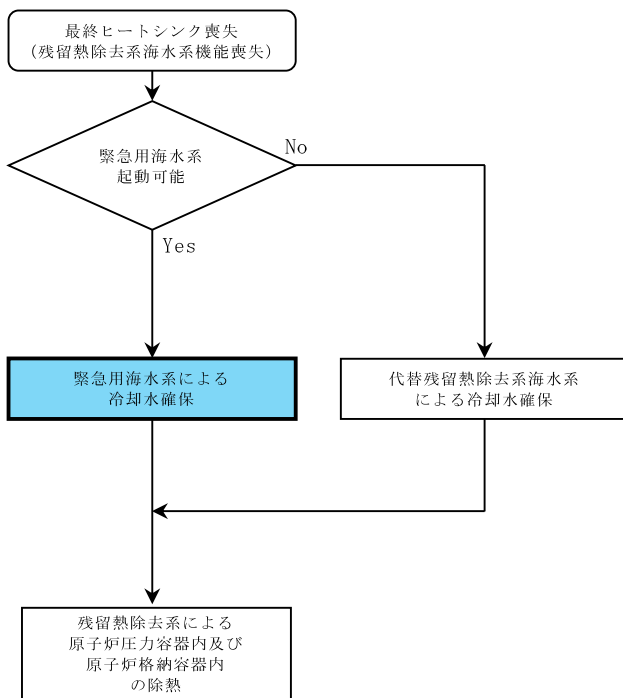 最終ヒートシンク喪失
（残留熱除去系海水系機能喪失）
緊急用海水系
起動可能
No
Yes
緊急用海水系による
冷却水確保
代替残留熱除去系海水系
による冷却水確保
残留熱除去系による
原子炉圧力容器内及び
原子炉格納容器内
の除熱